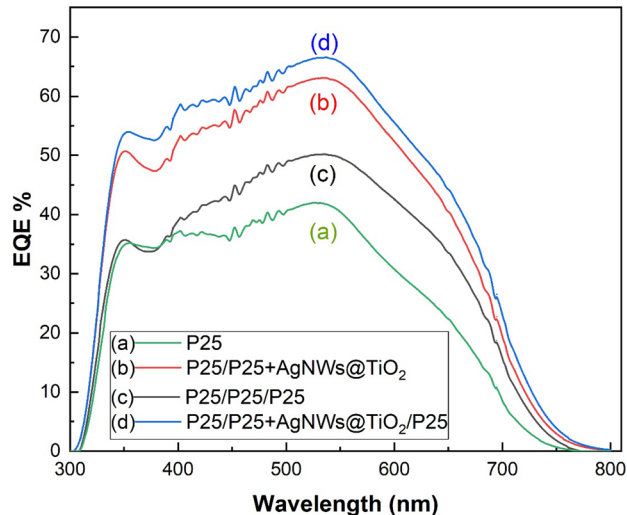 EQE %
70
60
50
40
30
20
10
0
(d)
(b)
(c)
(a)
(a) P25
(b) P25/P25+AgNWs@TiO₂
(c) P25/P25/P25
(d) P25/P25+AgNWs@TiO₂/P25
300 400 500 600 700 800
Wavelength (nm)